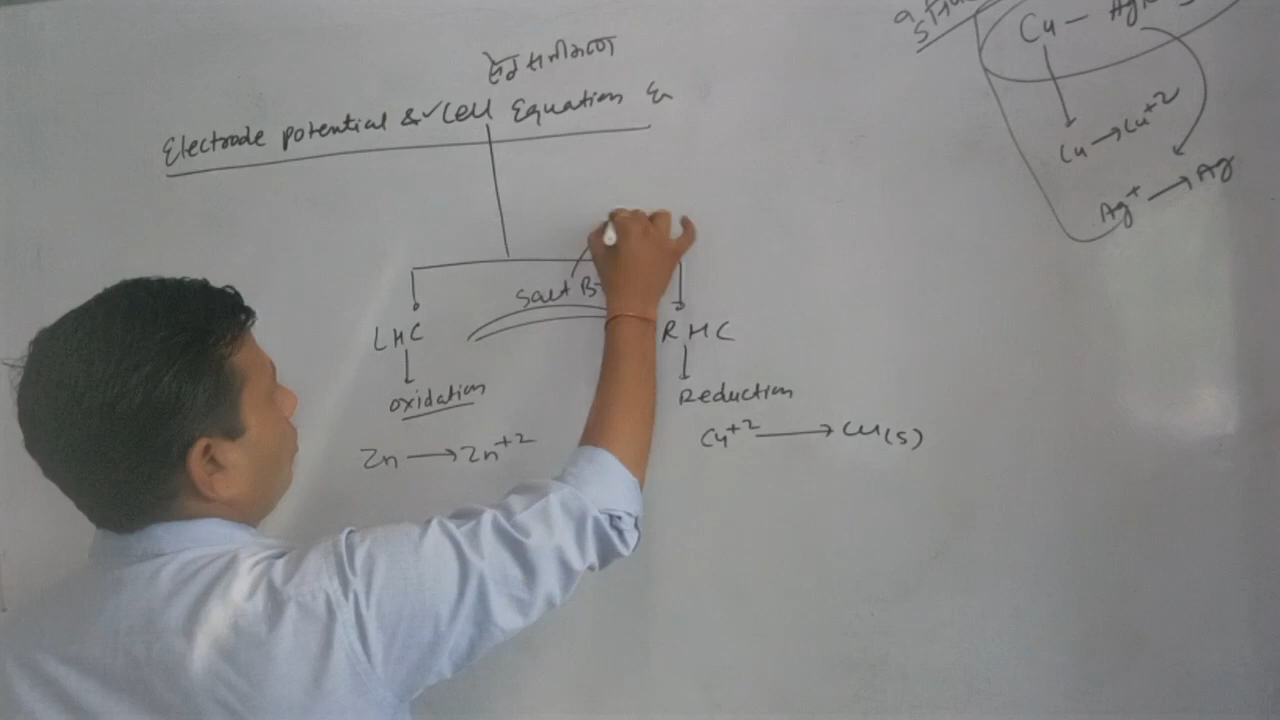 एवं समीकरण
Electrode potential & ✓Cell Equation
Salt B
LHC
RHC
oxidation
Reduction
Zn → Zn+2
Cu+2 → Cu(s)
Cu —
Cu → Cu+2
Ag+ → Ag